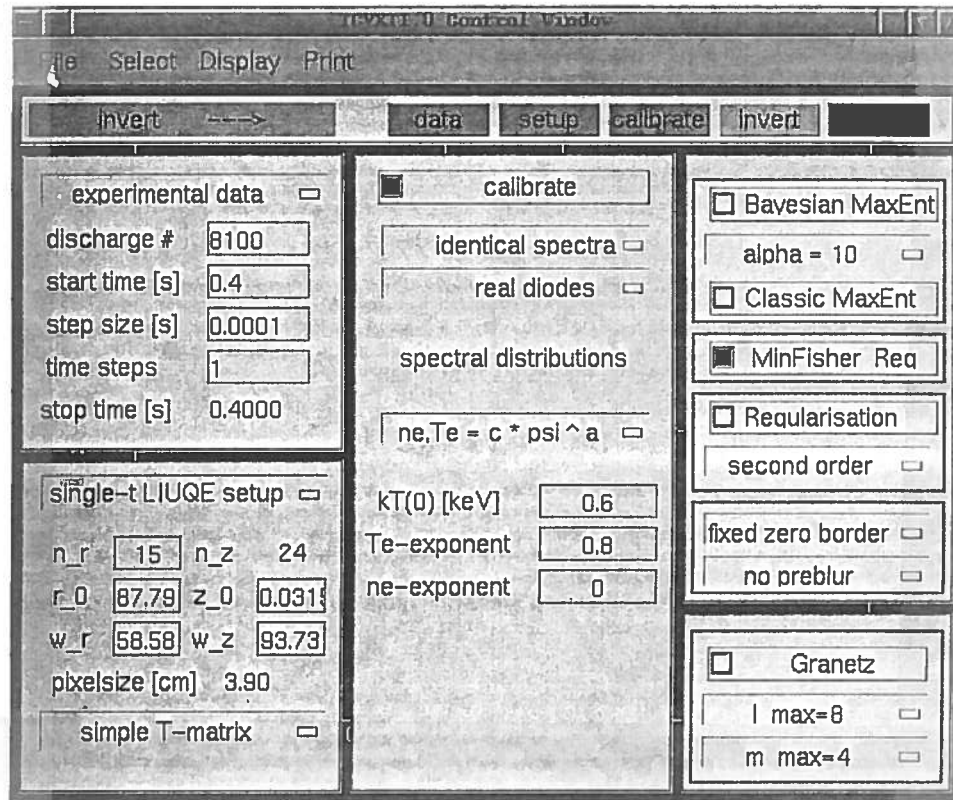 Control Window
File Select Display Print
invert ---> data setup calibrate invert
experimental data
discharge # 8100
start time [s] 0.4
step size [s] 0.0001
time steps 1
stop time [s] 0.4000
single-t LIUQE setup
n_r 15 n_z 24
r_0 87.79 z_0 0.0315
w_r 58.58 w_z 93.73
pixelsize [cm] 3.90
simple T-matrix
calibrate
identical spectra
real diodes
spectral distributions
ne,Te = c * psi ^ a
kT(0) [keV] 0.6
Te-exponent 0.8
ne-exponent 0
Bayesian MaxEnt
alpha = 10
Classic MaxEnt
MinFisher Reg
Regularisation
second order
fixed zero border
no preblur
Granetz
l max=8
m max=4